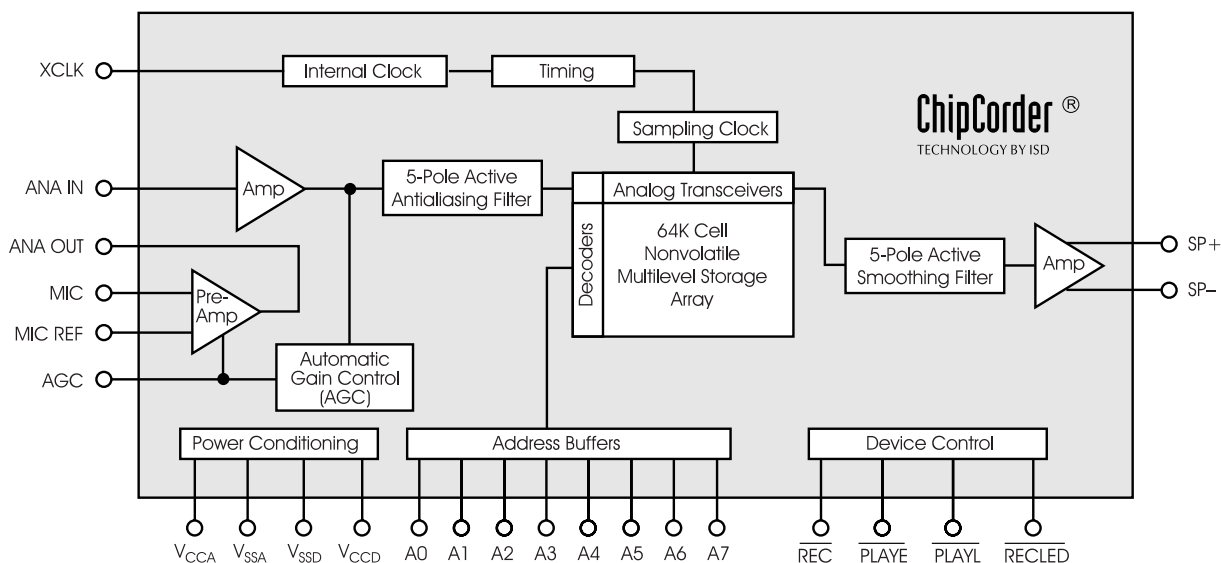 XCLK
Internal Clock
Timing
Sampling Clock
ChipCorder ®
TECHNOLOGY BY ISD
ANA IN
Amp
5-Pole Active
Antialiasing Filter
Analog Transceivers
Decoders
64K Cell
Nonvolatile
Multilevel Storage
Array
ANA OUT
MIC
Pre-
Amp
MIC REF
AGC
Automatic
Gain Control
(AGC)
5-Pole Active
Smoothing Filter
Amp
SP+
SP–
Power Conditioning
Address Buffers
Device Control
VCCA
VSSA
VSSD
VCCD
A0
A1
A2
A3
A4
A5
A6
A7
REC
PLAYE
PLAYL
RECLED